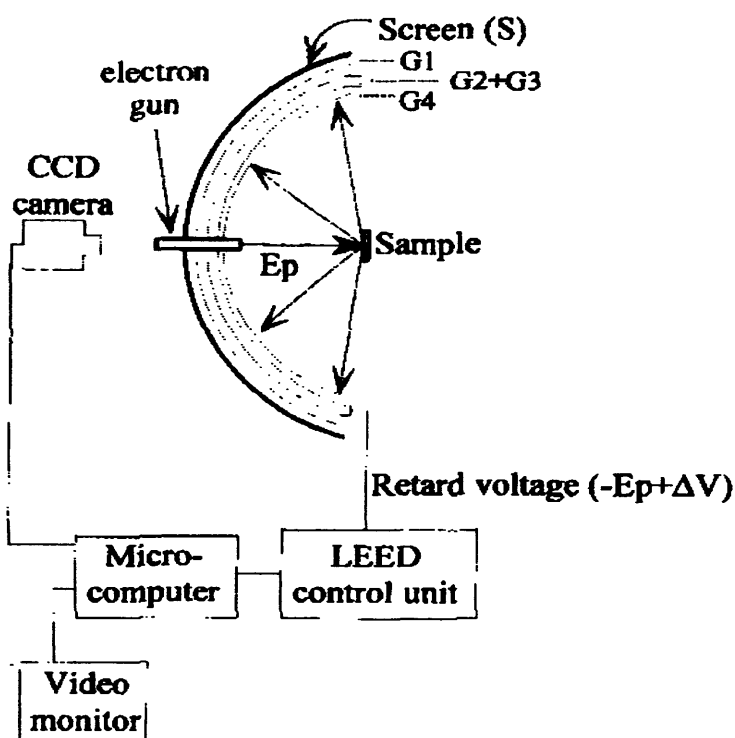 Screen (S)
G1
G2+G3
G4
electron
gun
CCD
camera
Ep
Sample
Retard voltage (-Ep+ΔV)
Micro-
computer
LEED
control unit
Video
monitor